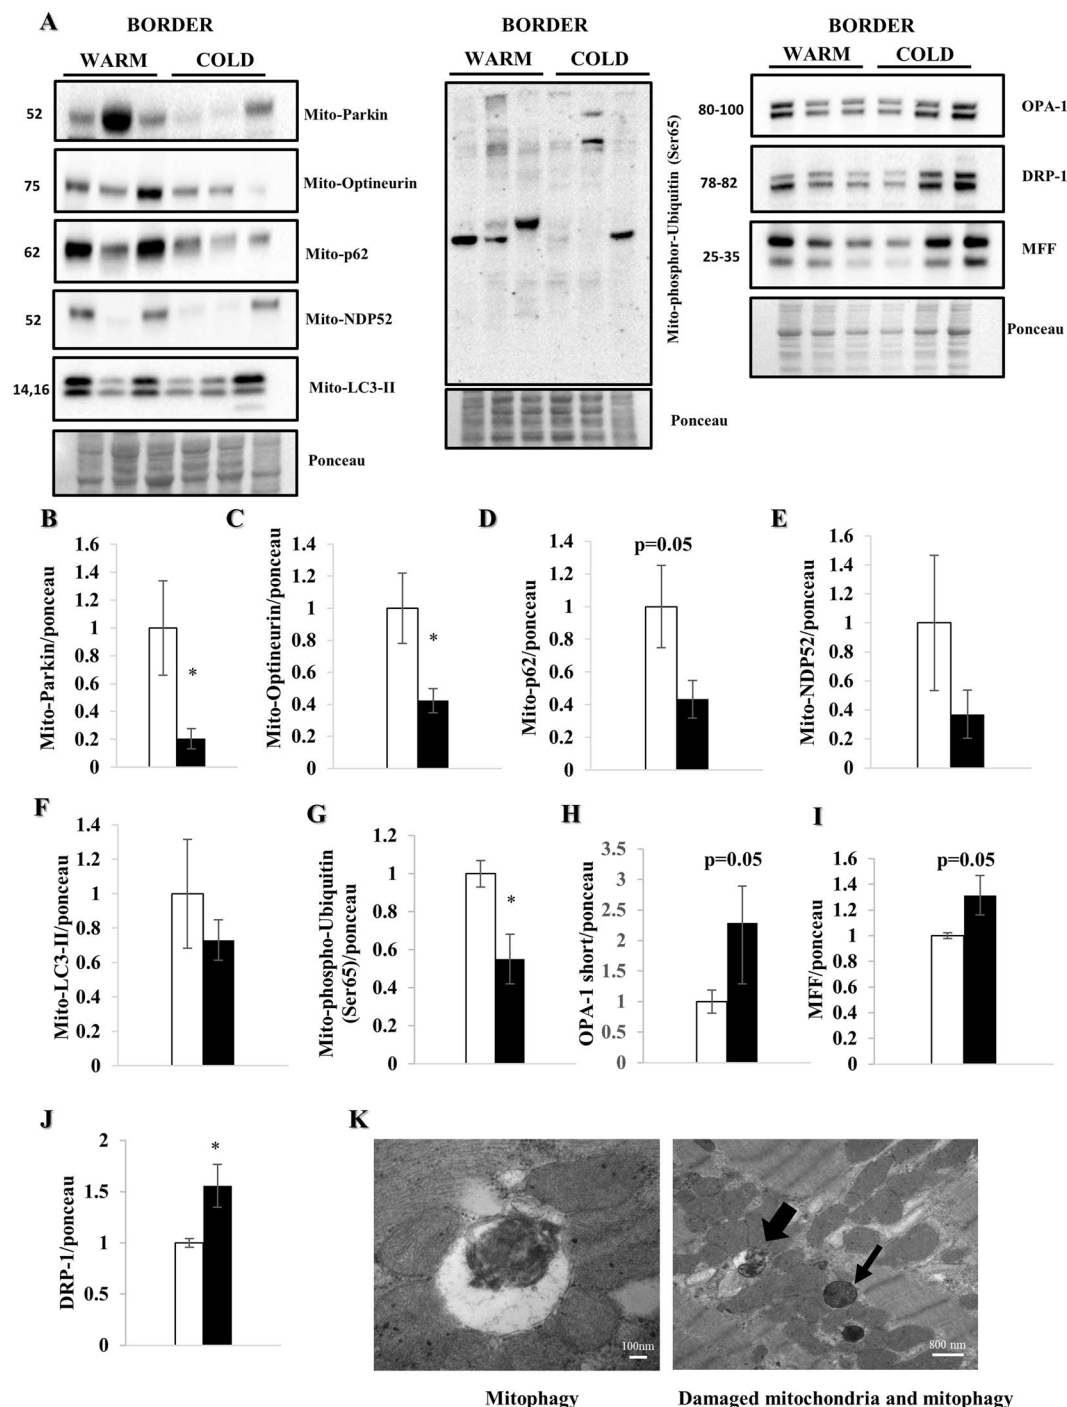 A
BORDER
WARM COLD
52 Mito-Parkin
75 Mito-Optineurin
62 Mito-p62
52 Mito-NDP52
14,16 Mito-LC3-II
Ponceau
BORDER
WARM COLD
Mito-phosphor-Ubiquitin (Ser65)
Ponceau
BORDER
WARM COLD
80-100 OPA-1
78-82 DRP-1
25-35 MFF
Ponceau
B
Mito-Parkin/ponceau
1.6
1.4
1.2
1
0.8
0.6
0.4
0.2
0
*
C
Mito-Optineurin/ponceau
1.4
1.2
1
0.8
0.6
0.4
0.2
0
*
D
Mito-p62/ponceau
1.4
1.2
1
0.8
0.6
0.4
0.2
0
p=0.05
E
Mito-NDP52/ponceau
1.6
1.4
1.2
1
0.8
0.6
0.4
0.2
0
F
Mito-LC3-II/ponceau
1.4
1.2
1
0.8
0.6
0.4
0.2
0
G
Mito-phospho-Ubiquitin
(Ser65)/ponceau
1.2
1
0.8
0.6
0.4
0.2
0
*
H
OPA-1 short/ponceau
3.5
3
2.5
2
1.5
1
0.5
0
p=0.05
I
MFF/ponceau
1.6
1.4
1.2
1
0.8
0.6
0.4
0.2
0
p=0.05
J
DRP-1/ponceau
2
1.5
1
0.5
0
*
K
100nm
800 nm
Mitophagy
Damaged mitochondria and mitophagy